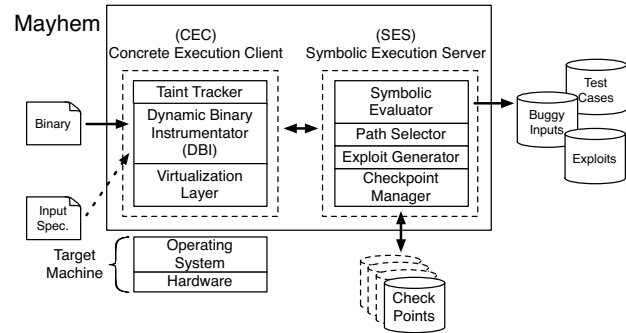 Mayhem
(CEC)
Concrete Execution Client
(SES)
Symbolic Execution Server
Taint Tracker
Dynamic Binary
Instrumentator
(DBI)
Virtualization
Layer
Symbolic
Evaluator
Path Selector
Exploit Generator
Checkpoint
Manager
Binary
Input
Spec.
Target
Machine
Operating
System
Hardware
Check
Points
Test
Cases
Buggy
Inputs
Exploits